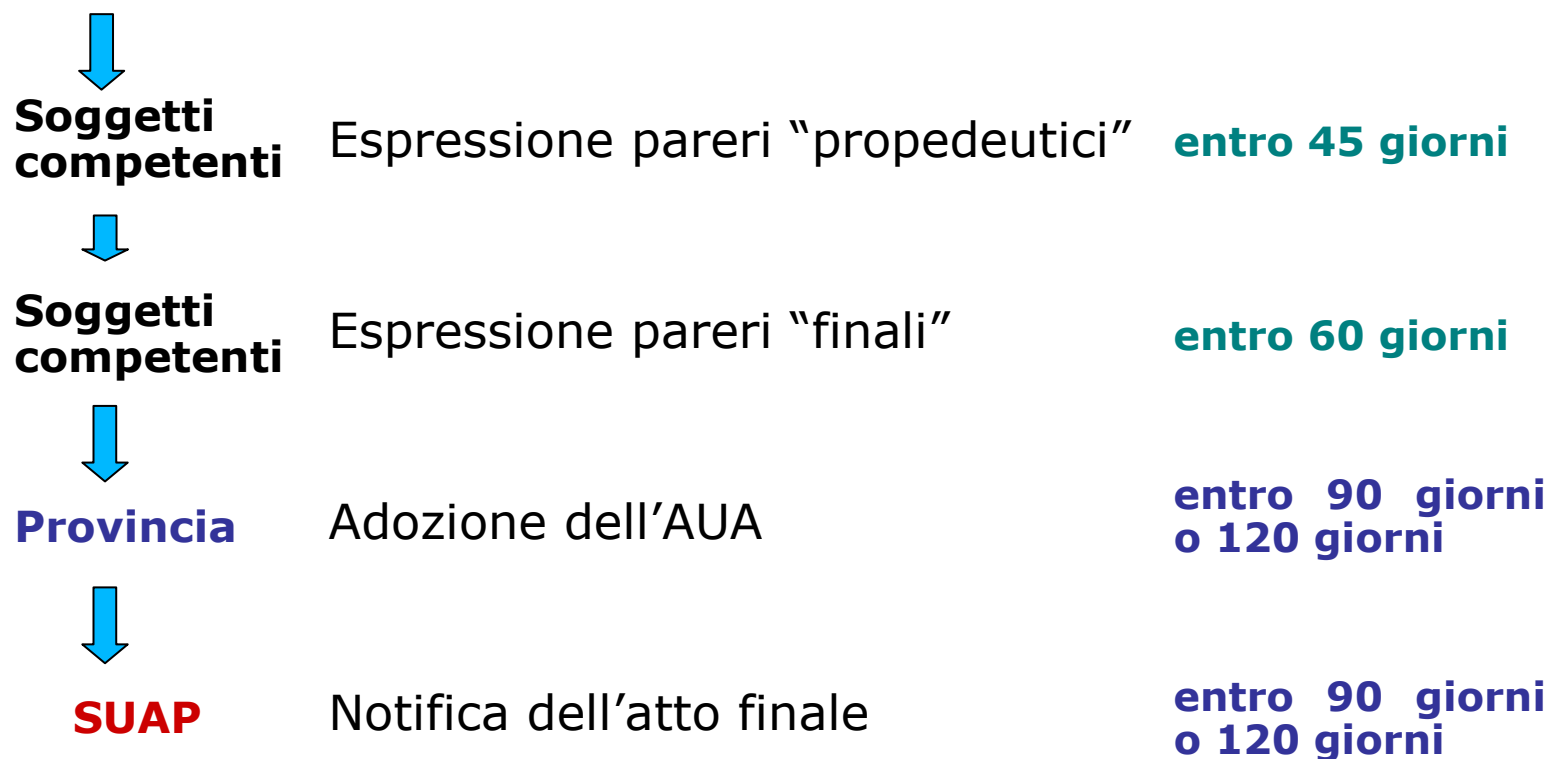 Soggetti
competenti
Espressione pareri “propedeutici”
entro 45 giorni
Soggetti
competenti
Espressione pareri “finali”
entro 60 giorni
Provincia
Adozione dell’AUA
entro 90 giorni
o 120 giorni
SUAP
Notifica dell’atto finale
entro 90 giorni
o 120 giorni